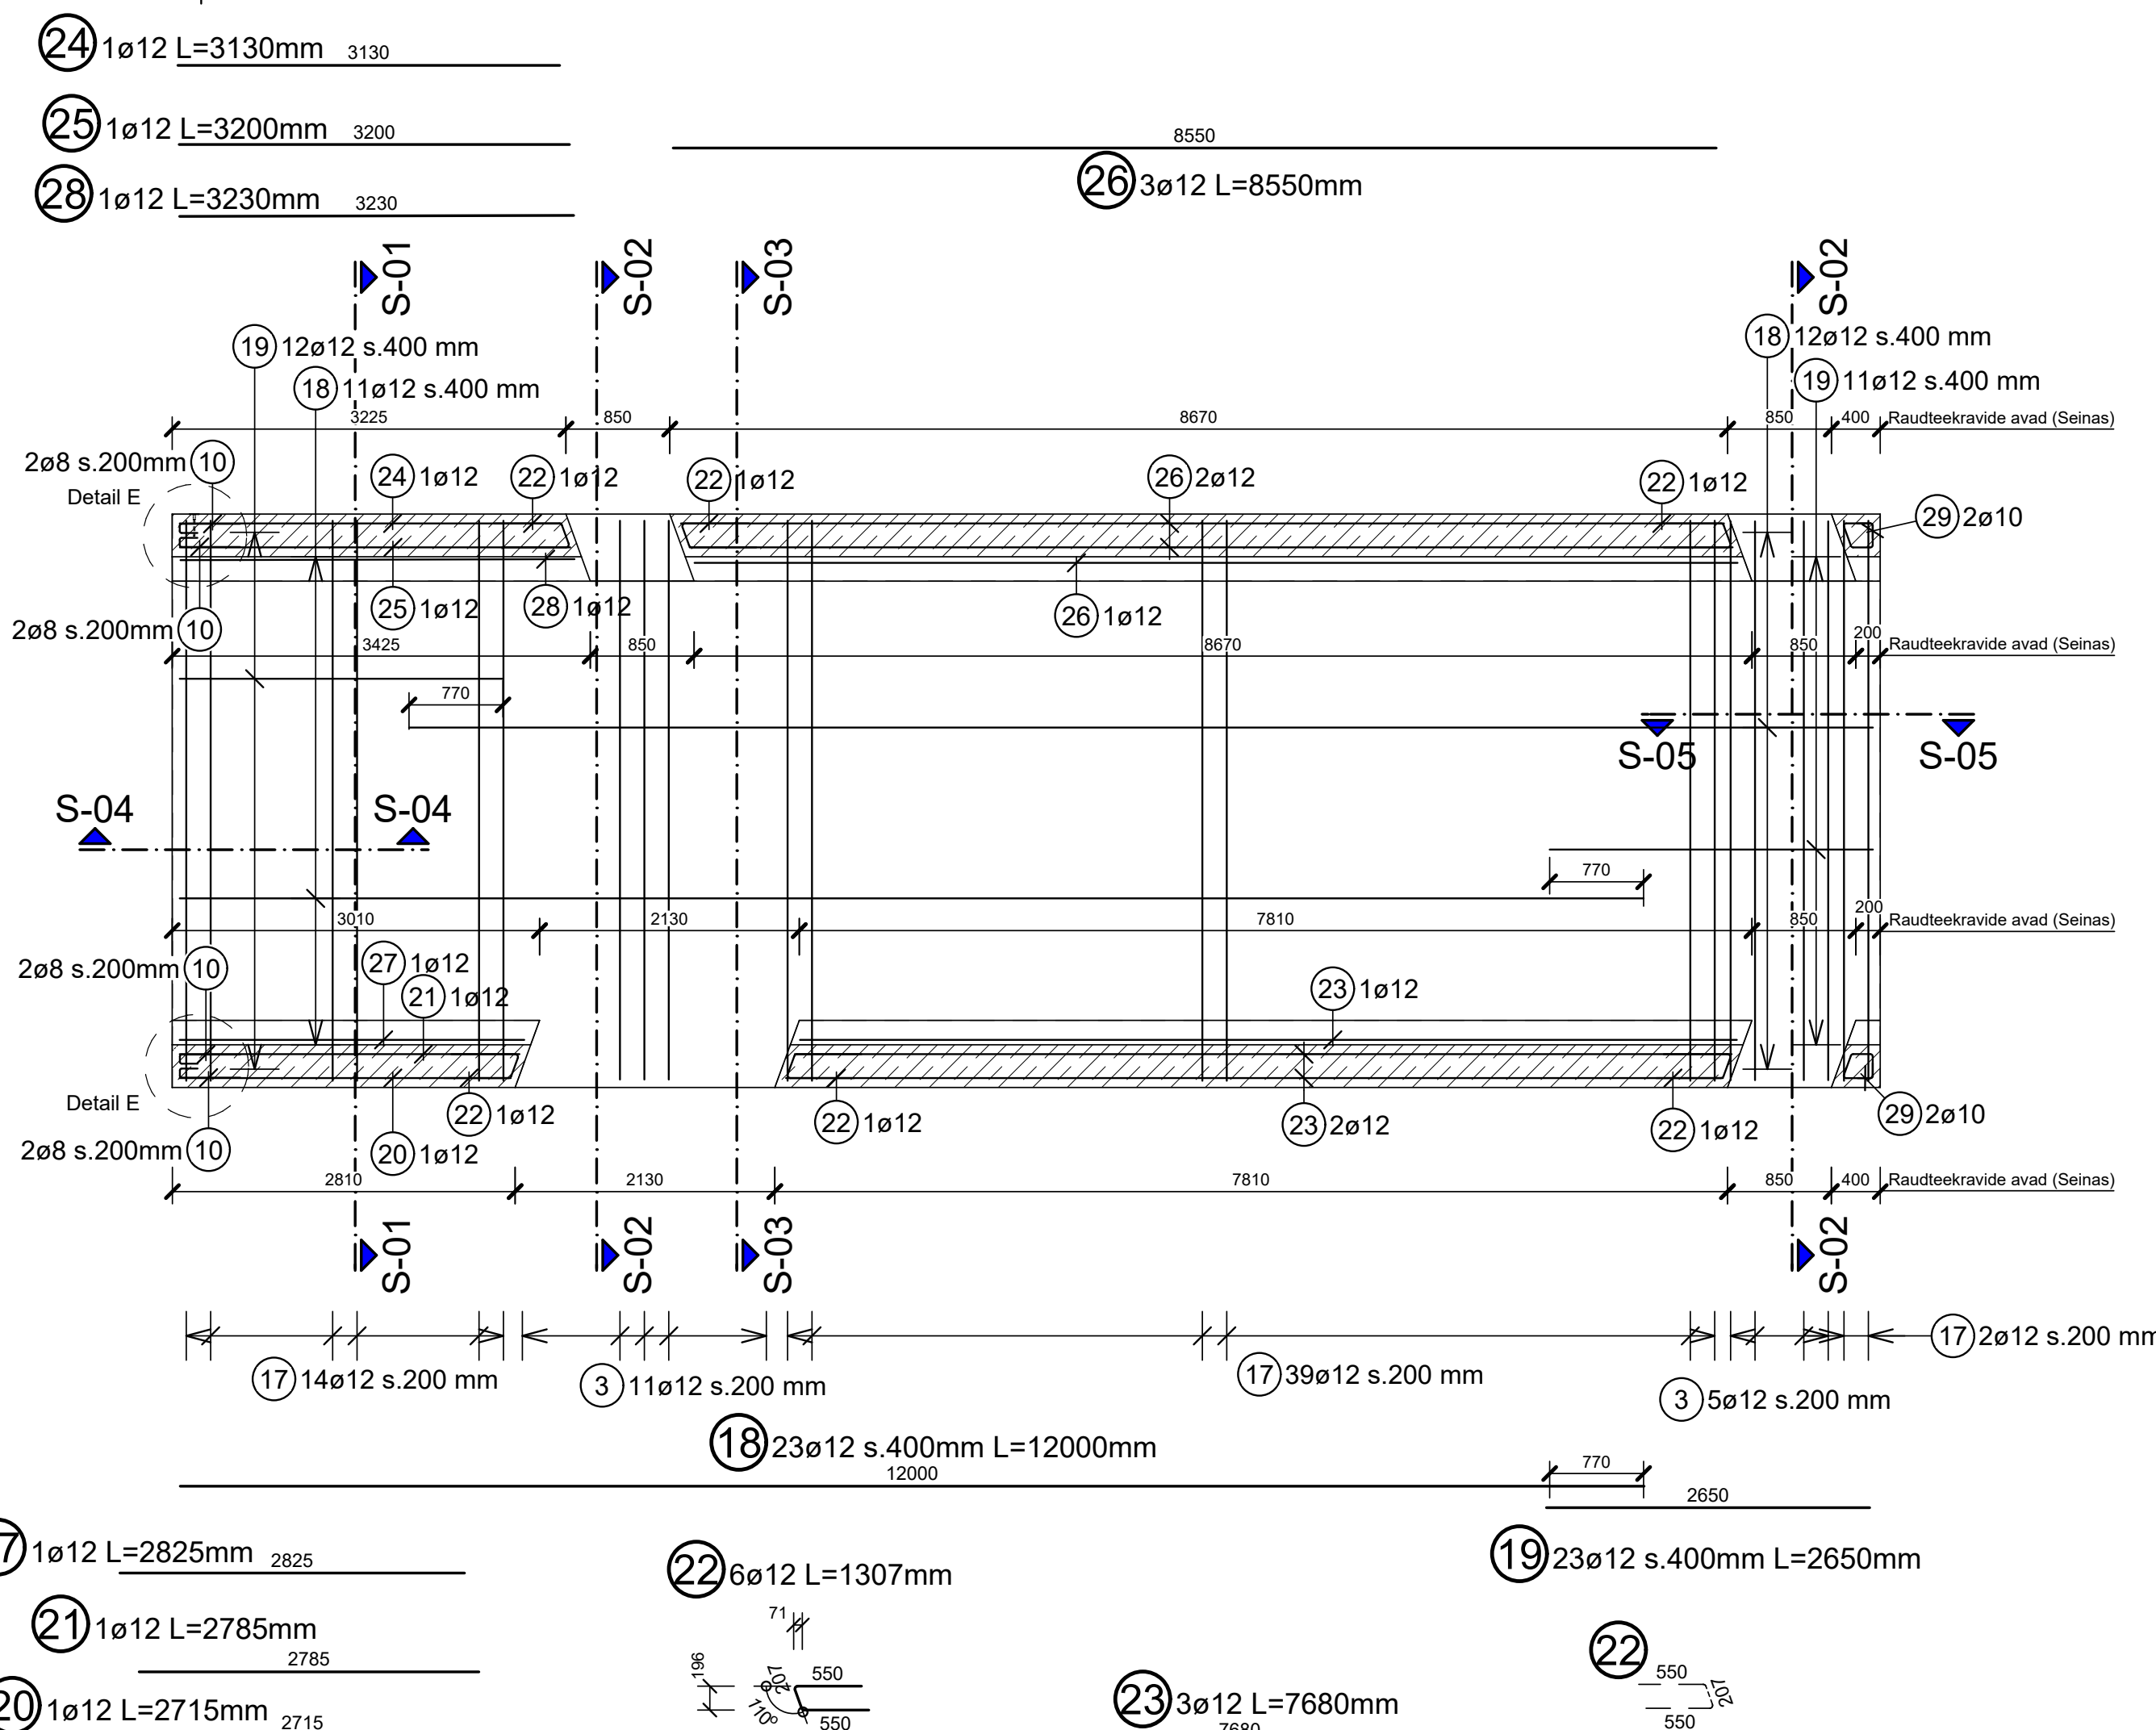 24 1ø12 L=3130mm 3130
25 1ø12 L=3200mm 3200
8550
28 1ø12 L=3230mm 3230
26 3ø12 L=8550mm
S-01
S-02
S-03
S-02
19 12ø12 s.400 mm
18 12ø12 s.400 mm
18 11ø12 s.400 mm
19 11ø12 s.400 mm
3225 850 8670 850 400 Raudteekravide avad (Seinas)
2ø8 s.200mm 10
Detail E
24 1ø12
22 1ø12
22 1ø12
26 2ø12
22 1ø12
29 2ø10
25 1ø12
28 1ø12
26 1ø12
2ø8 s.200mm 10
3425 850 8670 850 200 Raudteekravide avad (Seinas)
770
S-05 S-05
S-04 S-04
770
3010 2130 7810 850 200 Raudteekravide avad (Seinas)
2ø8 s.200mm 10
27 1ø12
21 1ø12
23 1ø12
Detail E
22 1ø12
22 1ø12
23 2ø12
22 1ø12
29 2ø10
2ø8 s.200mm 10
20 1ø12
2810 2130 7810 850 400 Raudteekravide avad (Seinas)
S-01
S-02
S-03
S-02
17 2ø12 s.200 mm
17 14ø12 s.200 mm
3 11ø12 s.200 mm
17 39ø12 s.200 mm
3 5ø12 s.200 mm
18 23ø12 s.400mm L=12000mm
12000
770
2650
7 1ø12 L=2825mm 2825
22 6ø12 L=1307mm
19 23ø12 s.400mm L=2650mm
21 1ø12 L=2785mm
2785
71
196
207
550
110°
550
22
550
207
550
20 1ø12 L=2715mm 2715
23 3ø12 L=7680mm
7680